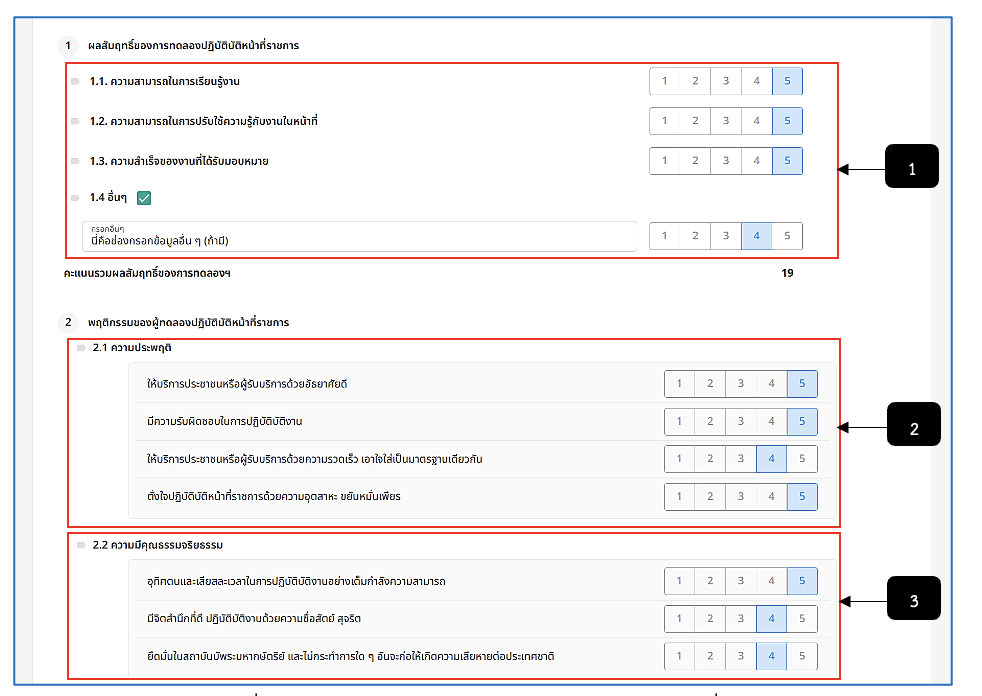 1 ผลสัมฤทธิ์ของการทดลองปฏิบัติบัติหน้าที่ราชการ
1.1. ความสามารถในการเรียนรู้งาน 1 2 3 4 5
1.2. ความสามารถในการปรับใช้ความรู้กับงานในหน้าที่ 1 2 3 4 5
1.3. ความสำเร็จของงานที่ได้รับมอบหมาย 1 2 3 4 5
1
1.4 อื่นๆ
กรอกอื่นๆ
นี่คือช่องกรอกข้อมูลอื่น ๆ (ถ้ามี) 1 2 3 4 5
คะแนนรวมผลสัมฤทธิ์ของการทดลองฯ 19
2 พฤติกรรมของผู้ทดลองปฏิบัติบัติหน้าที่ราชการ
2.1 ความประพฤติ
ให้บริการประชาชนหรือผู้รับบริการด้วยอัธยาศัยดี 1 2 3 4 5
มีความรับผิดชอบในการปฏิบัติบัติงาน 1 2 3 4 5
2
ให้บริการประชาชนหรือผู้รับบริการด้วยความรวดเร็ว เอาใจใส่เป็นมาตรฐานเดียวกัน 1 2 3 4 5
ตั้งใจปฏิบัติบัติหน้าที่ราชการด้วยความอุตสาหะ ขยันหมั่นเพียร 1 2 3 4 5
2.2 ความมีคุณธรรมจริยธรรม
อุทิศตนและเสียสละเวลาในการปฏิบัติบัติงานอย่างเต็มกำลังความสามารถ 1 2 3 4 5
3
มีจิตสำนึกที่ดี ปฏิบัติบัติงานด้วยความซื่อสัตย์ สุจริต 1 2 3 4 5
ยึดมั่นในสถาบันบัพระมหากษัตริย์ และไม่กระทำการใด ๆ อันจะก่อให้เกิดความเสียหายต่อประเทศชาติ 1 2 3 4 5